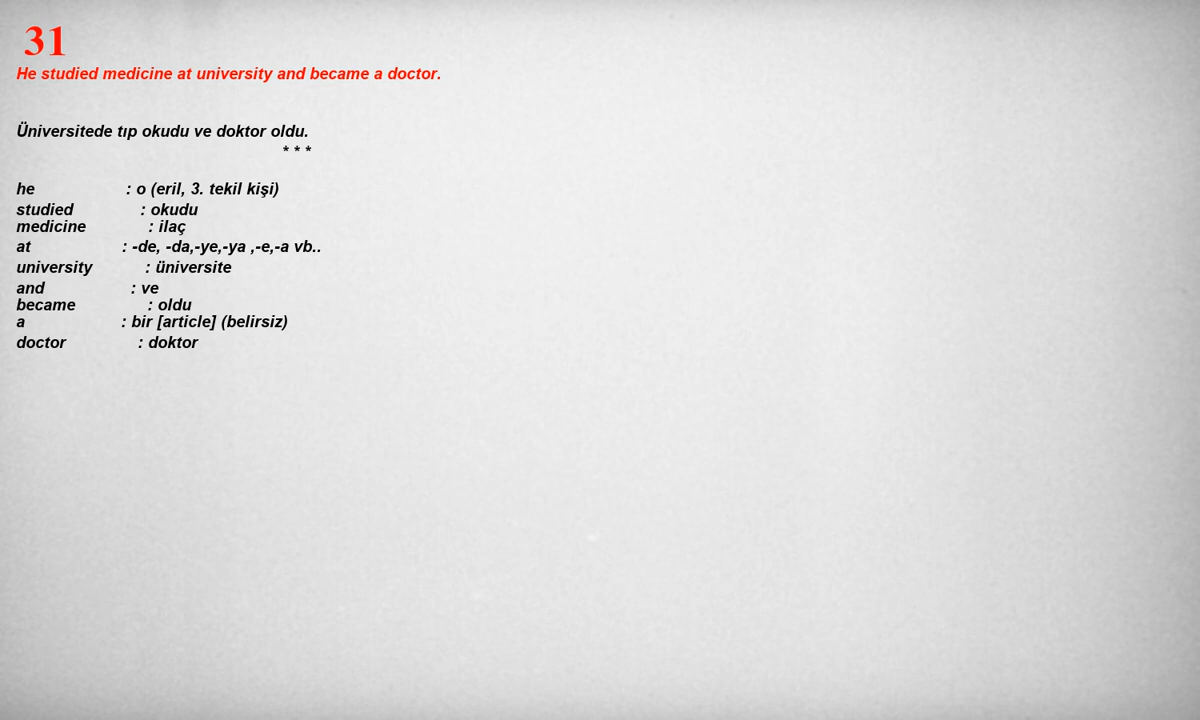 31
He studied medicine at university and became a doctor.
Üniversitede tıp okudu ve doktor oldu.
* * *
he : o (eril, 3. tekil kişi)
studied : okudu
medicine : ilaç
at : -de, -da,-ye,-ya ,-e,-a vb..
university : üniversite
and : ve
became : oldu
a : bir [article] (belirsiz)
doctor : doktor